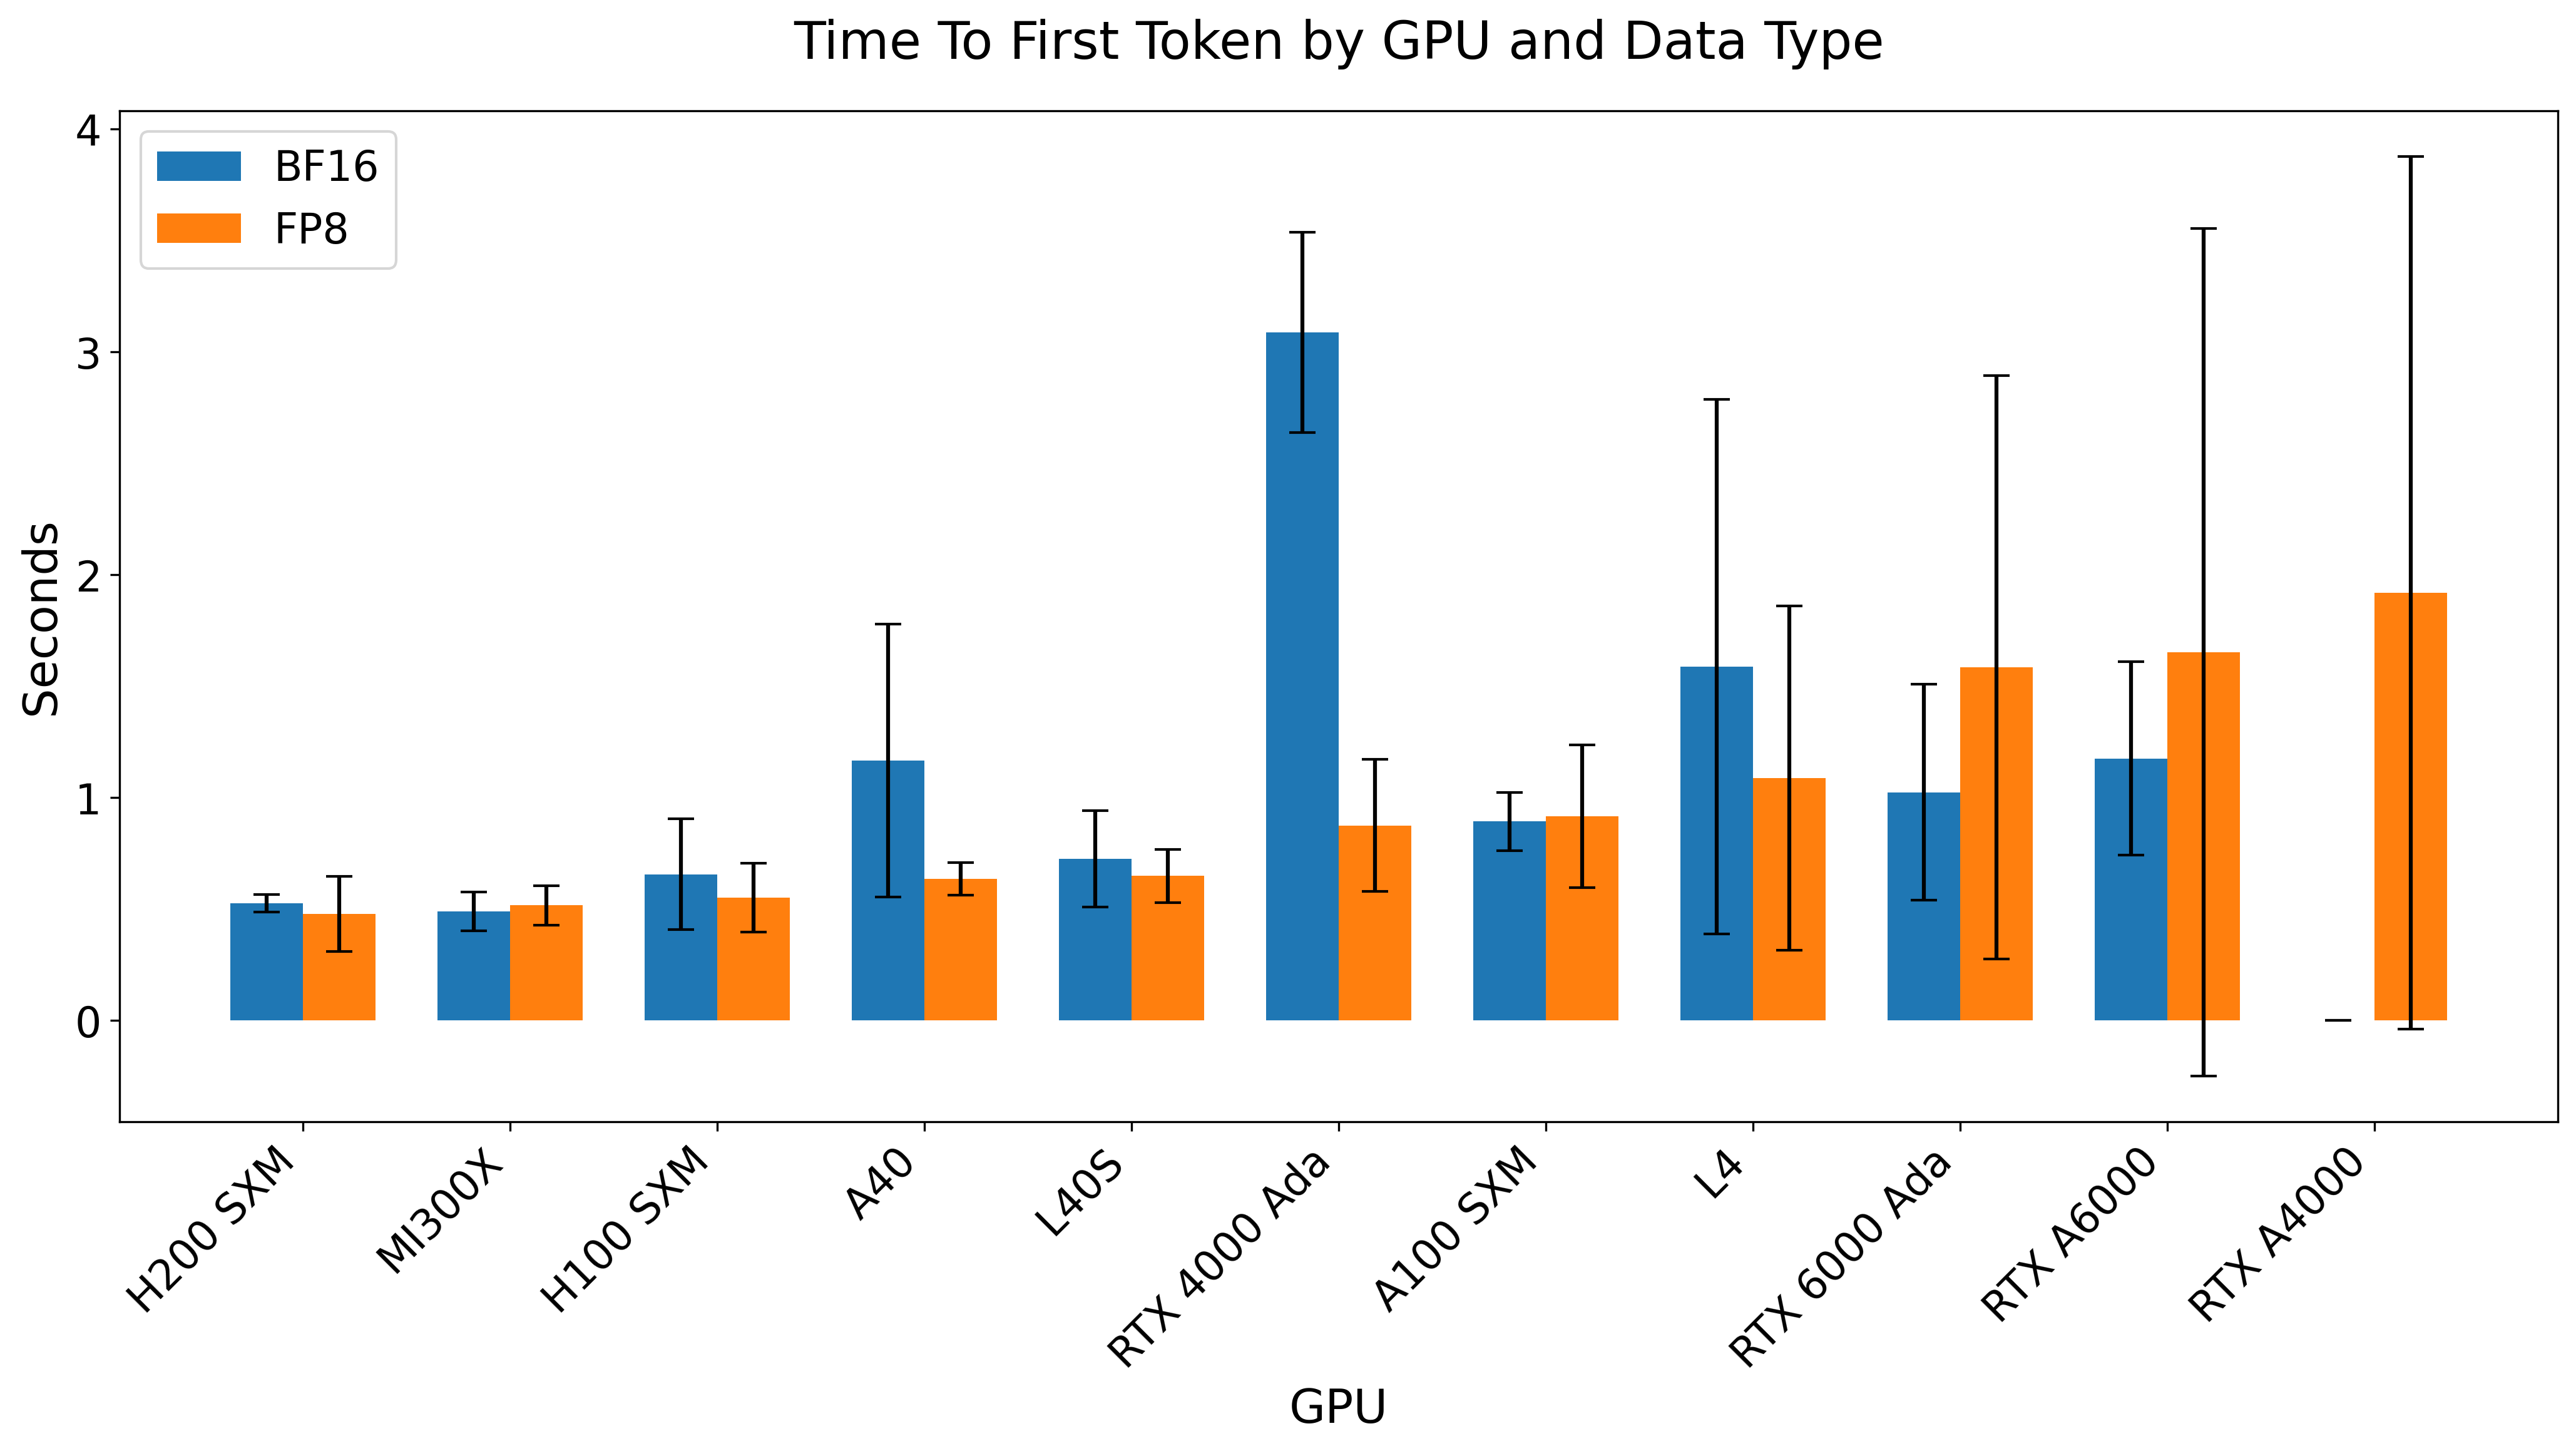 Time To First Token by GPU and Data Type
BF16
FP8
Seconds
4
3
2
1
0
H200 SXM
MI300X
H100 SXM
A40
L40S
RTX 4000 Ada
A100 SXM
L4
RTX 6000 Ada
RTX A6000
RTX A4000
GPU